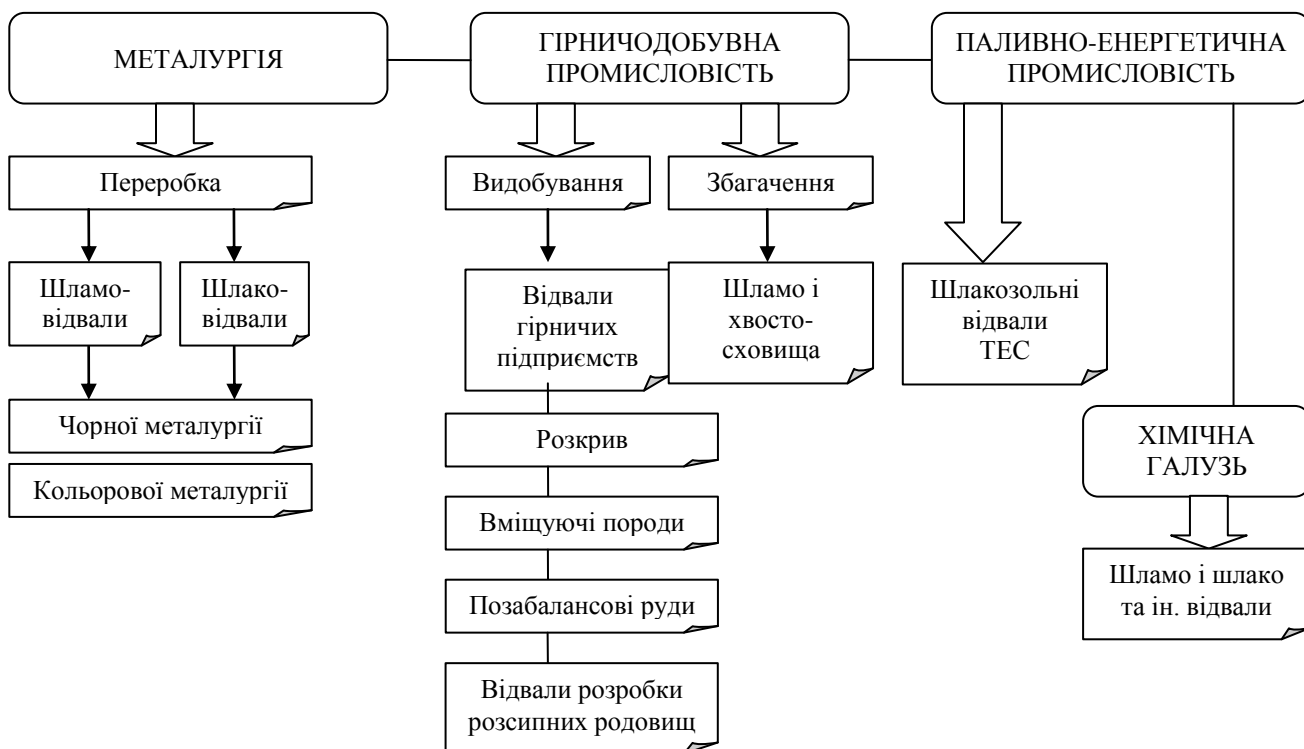 МЕТАЛУРГІЯ
ГІРНИЧОДОБУВНА
ПРОМИСЛОВІСТЬ
ПАЛИВНО-ЕНЕРГЕТИЧНА
ПРОМИСЛОВІСТЬ
Переробка
Видобування
Збагачення
Шламо-
відвали
Шлако-
відвали
Відвали
гірничих
підприємств
Шламо і
хвосто-
сховища
Шлакозольні
відвали
ТЕС
Чорної металургії
Кольорової металургії
Розкрив
Вміщуючі породи
Позабалансові руди
Відвали розробки
розсипних родовищ
ХІМІЧНА
ГАЛУЗЬ
Шламо і шлако
та ін. відвали